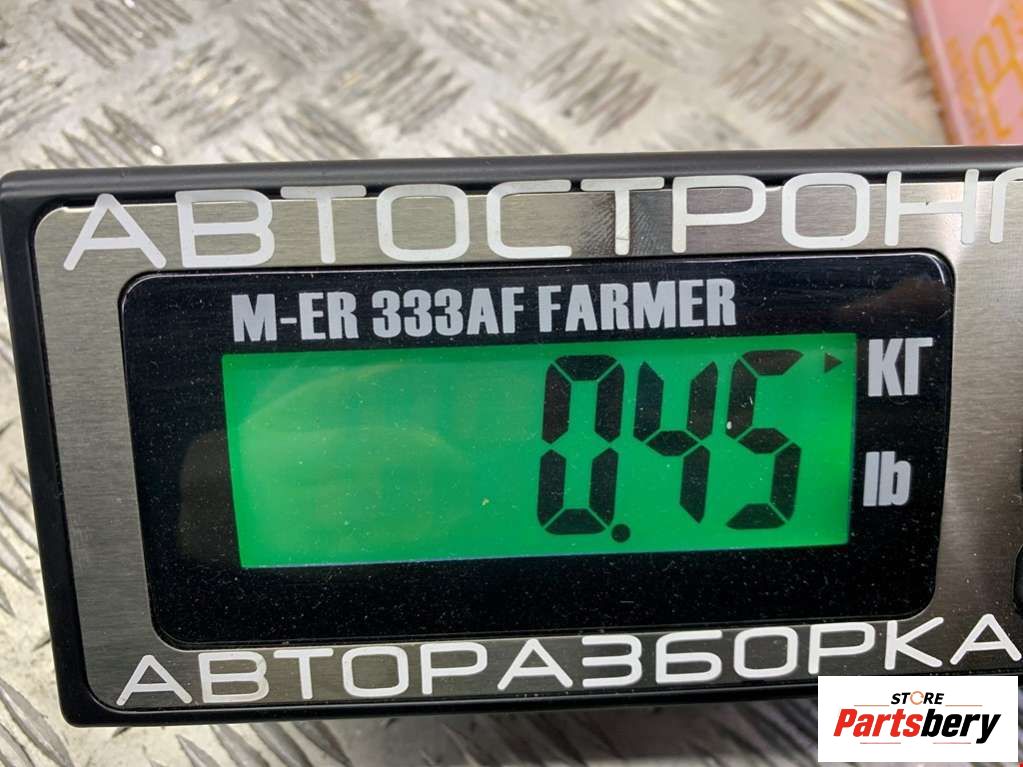 АВТОСТРОНГ
M-ER 333AF FARMER
0.45
КГ
lb
АВТОРАЗБОРКА
STORE
Partsbery